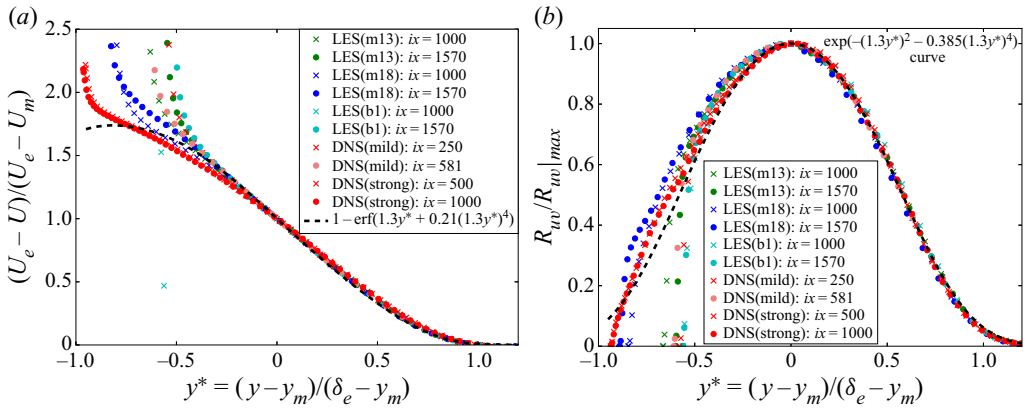 (a)
2.5
2.0
1.5
1.0
0.5
0
−1.0
−0.5
0
0.5
1.0
(U_e − U)/(U_e − U_m)
y* = (y − y_m)/(δ_e − y_m)
LES(m13): ix = 1000
LES(m13): ix = 1570
LES(m18): ix = 1000
LES(m18): ix = 1570
LES(b1): ix = 1000
LES(b1): ix = 1570
DNS(mild): ix = 250
DNS(mild): ix = 581
DNS(strong): ix = 500
DNS(strong): ix = 1000
1 − erf(1.3y* + 0.21(1.3y*)^4)
(b)
1.0
0.8
0.6
0.4
0.2
0
−1.0
−0.5
0
0.5
1.0
R_uv/R_uv|_max
y* = (y − y_m)/(δ_e − y_m)
exp(−(1.3y*)^2 − 0.385(1.3y*)^4)
curve
LES(m13): ix = 1000
LES(m13): ix = 1570
LES(m18): ix = 1000
LES(m18): ix = 1570
LES(b1): ix = 1000
LES(b1): ix = 1570
DNS(mild): ix = 250
DNS(mild): ix = 581
DNS(strong): ix = 500
DNS(strong): ix = 1000